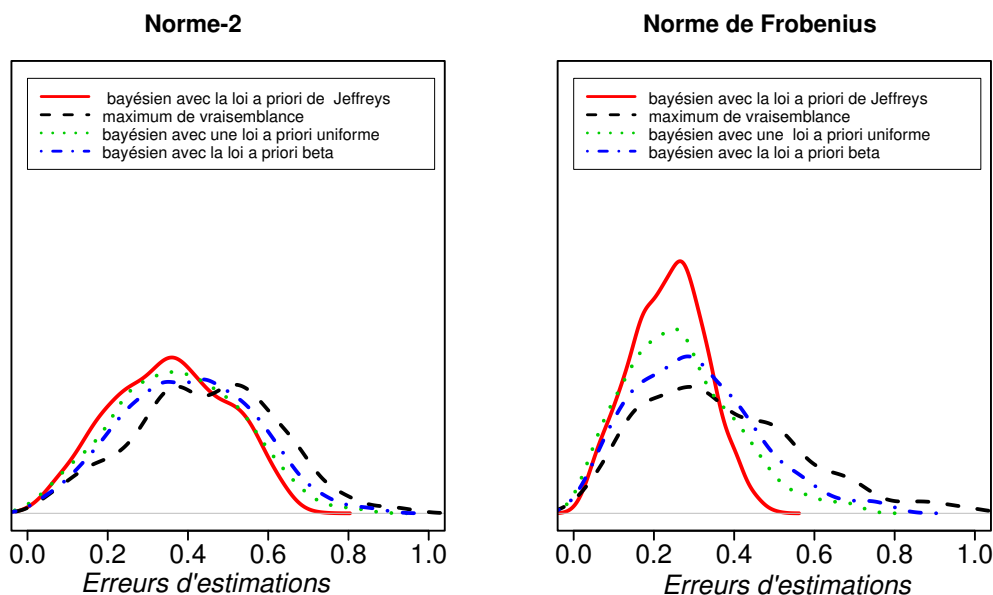 Norme-2
bayésien avec la loi a priori de Jeffreys
maximum de vraisemblance
bayésien avec une loi a priori uniforme
bayésien avec la loi a priori beta
0.0 0.2 0.4 0.6 0.8 1.0
Erreurs d'estimations
Norme de Frobenius
bayésien avec la loi a priori de Jeffreys
maximum de vraisemblance
bayésien avec une loi a priori uniforme
bayésien avec la loi a priori beta
0.0 0.2 0.4 0.6 0.8 1.0
Erreurs d'estimations